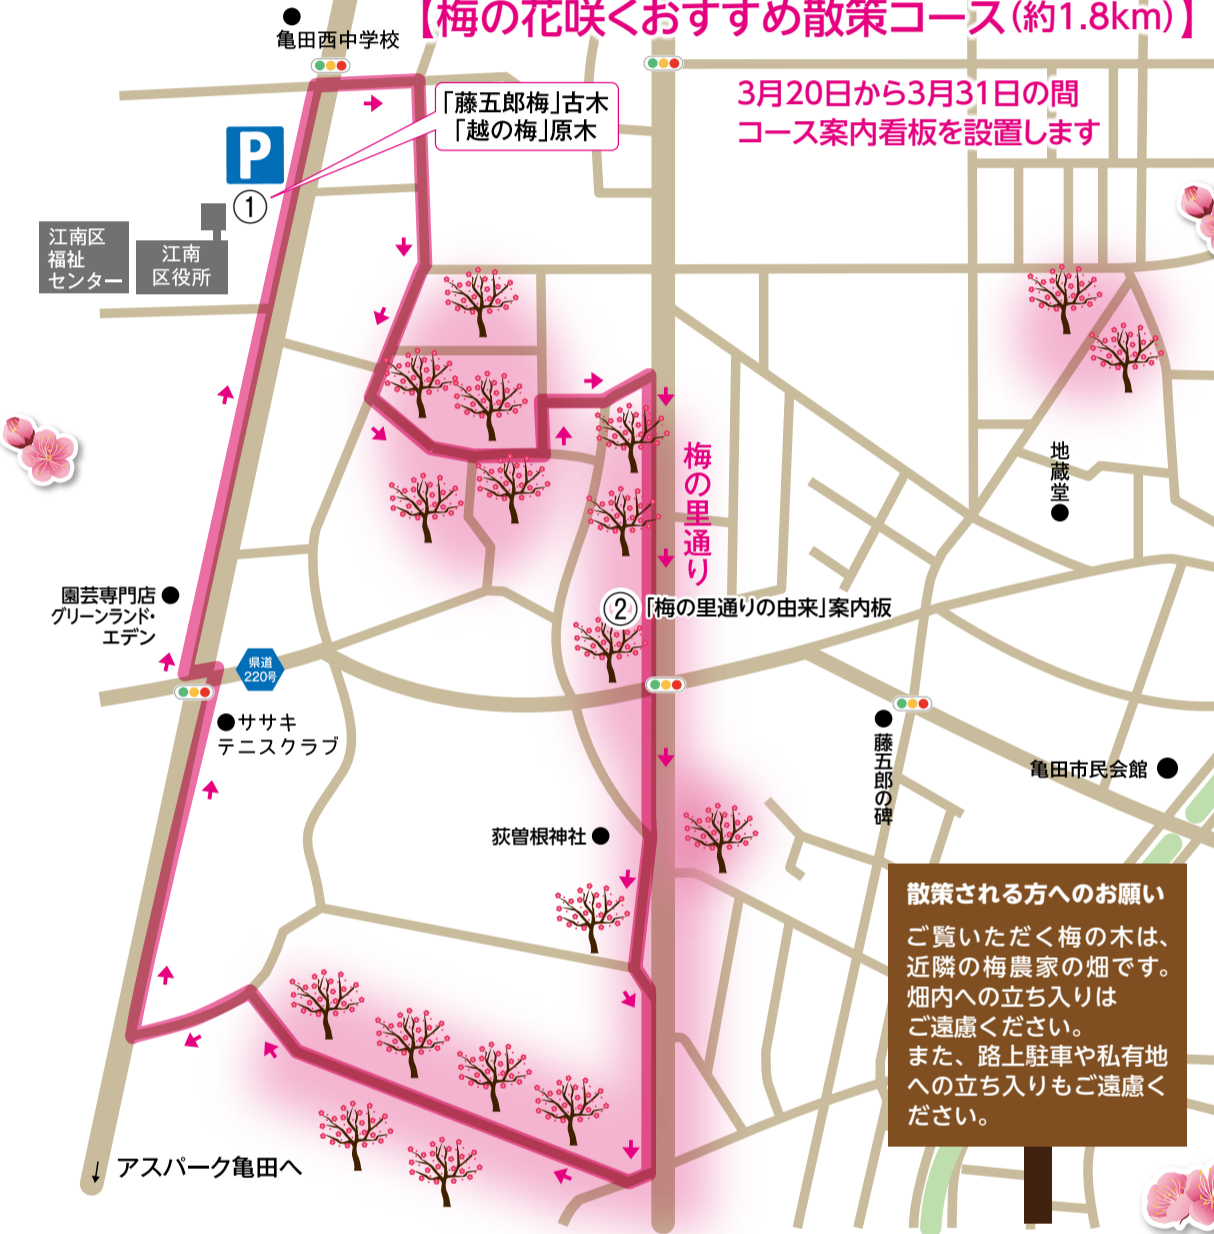 【梅の花咲くおすすめ散策コース（約1.8km）】
亀田西中学校
3月20日から3月31日の間
コース案内看板を設置します
「藤五郎梅」古木
「越の梅」原木
P
①
江南区
福祉
センター
江南
区役所
梅の里通り
地蔵堂
園芸専門店
グリーンランド・
エデン
②「梅の里通りの由来」案内板
県道
220号
ササキ
テニスクラブ
藤五郎の碑
亀田市民会館
荻曽根神社
散策される方へのお願い
ご覧いただく梅の木は、
近隣の梅農家の畑です。
畑内への立ち入りは
ご遠慮ください。
また、路上駐車や私有地
への立ち入りもご遠慮く
ださい。
↓ アスパーク亀田へ